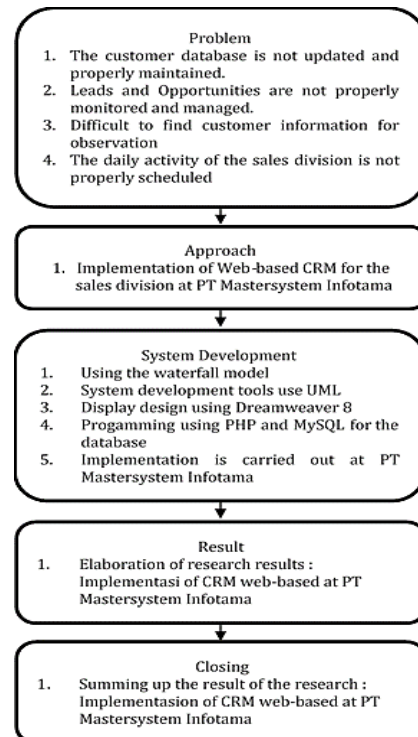 Problem
1. The customer database is not updated and
properly maintained.
2. Leads and Opportunities are not properly
monitored and managed.
3. Difficult to find customer information for
observation
4. The daily activity of the sales division is not
properly scheduled
Approach
1. Implementation of Web-based CRM for the
sales division at PT Mastersystem Infotama
System Development
1. Using the waterfall model
2. System development tools use UML
3. Display design using Dreamweaver 8
4. Progamming using PHP and MySQL for the
database
5. Implementation is carried out at PT
Mastersystem Infotama
Result
1. Elaboration of research results :
Implementasi of CRM web-based at PT
Mastersystem Infotama
Closing
1. Summing up the result of the research :
Implementasion of CRM web-based at PT
Mastersystem Infotama